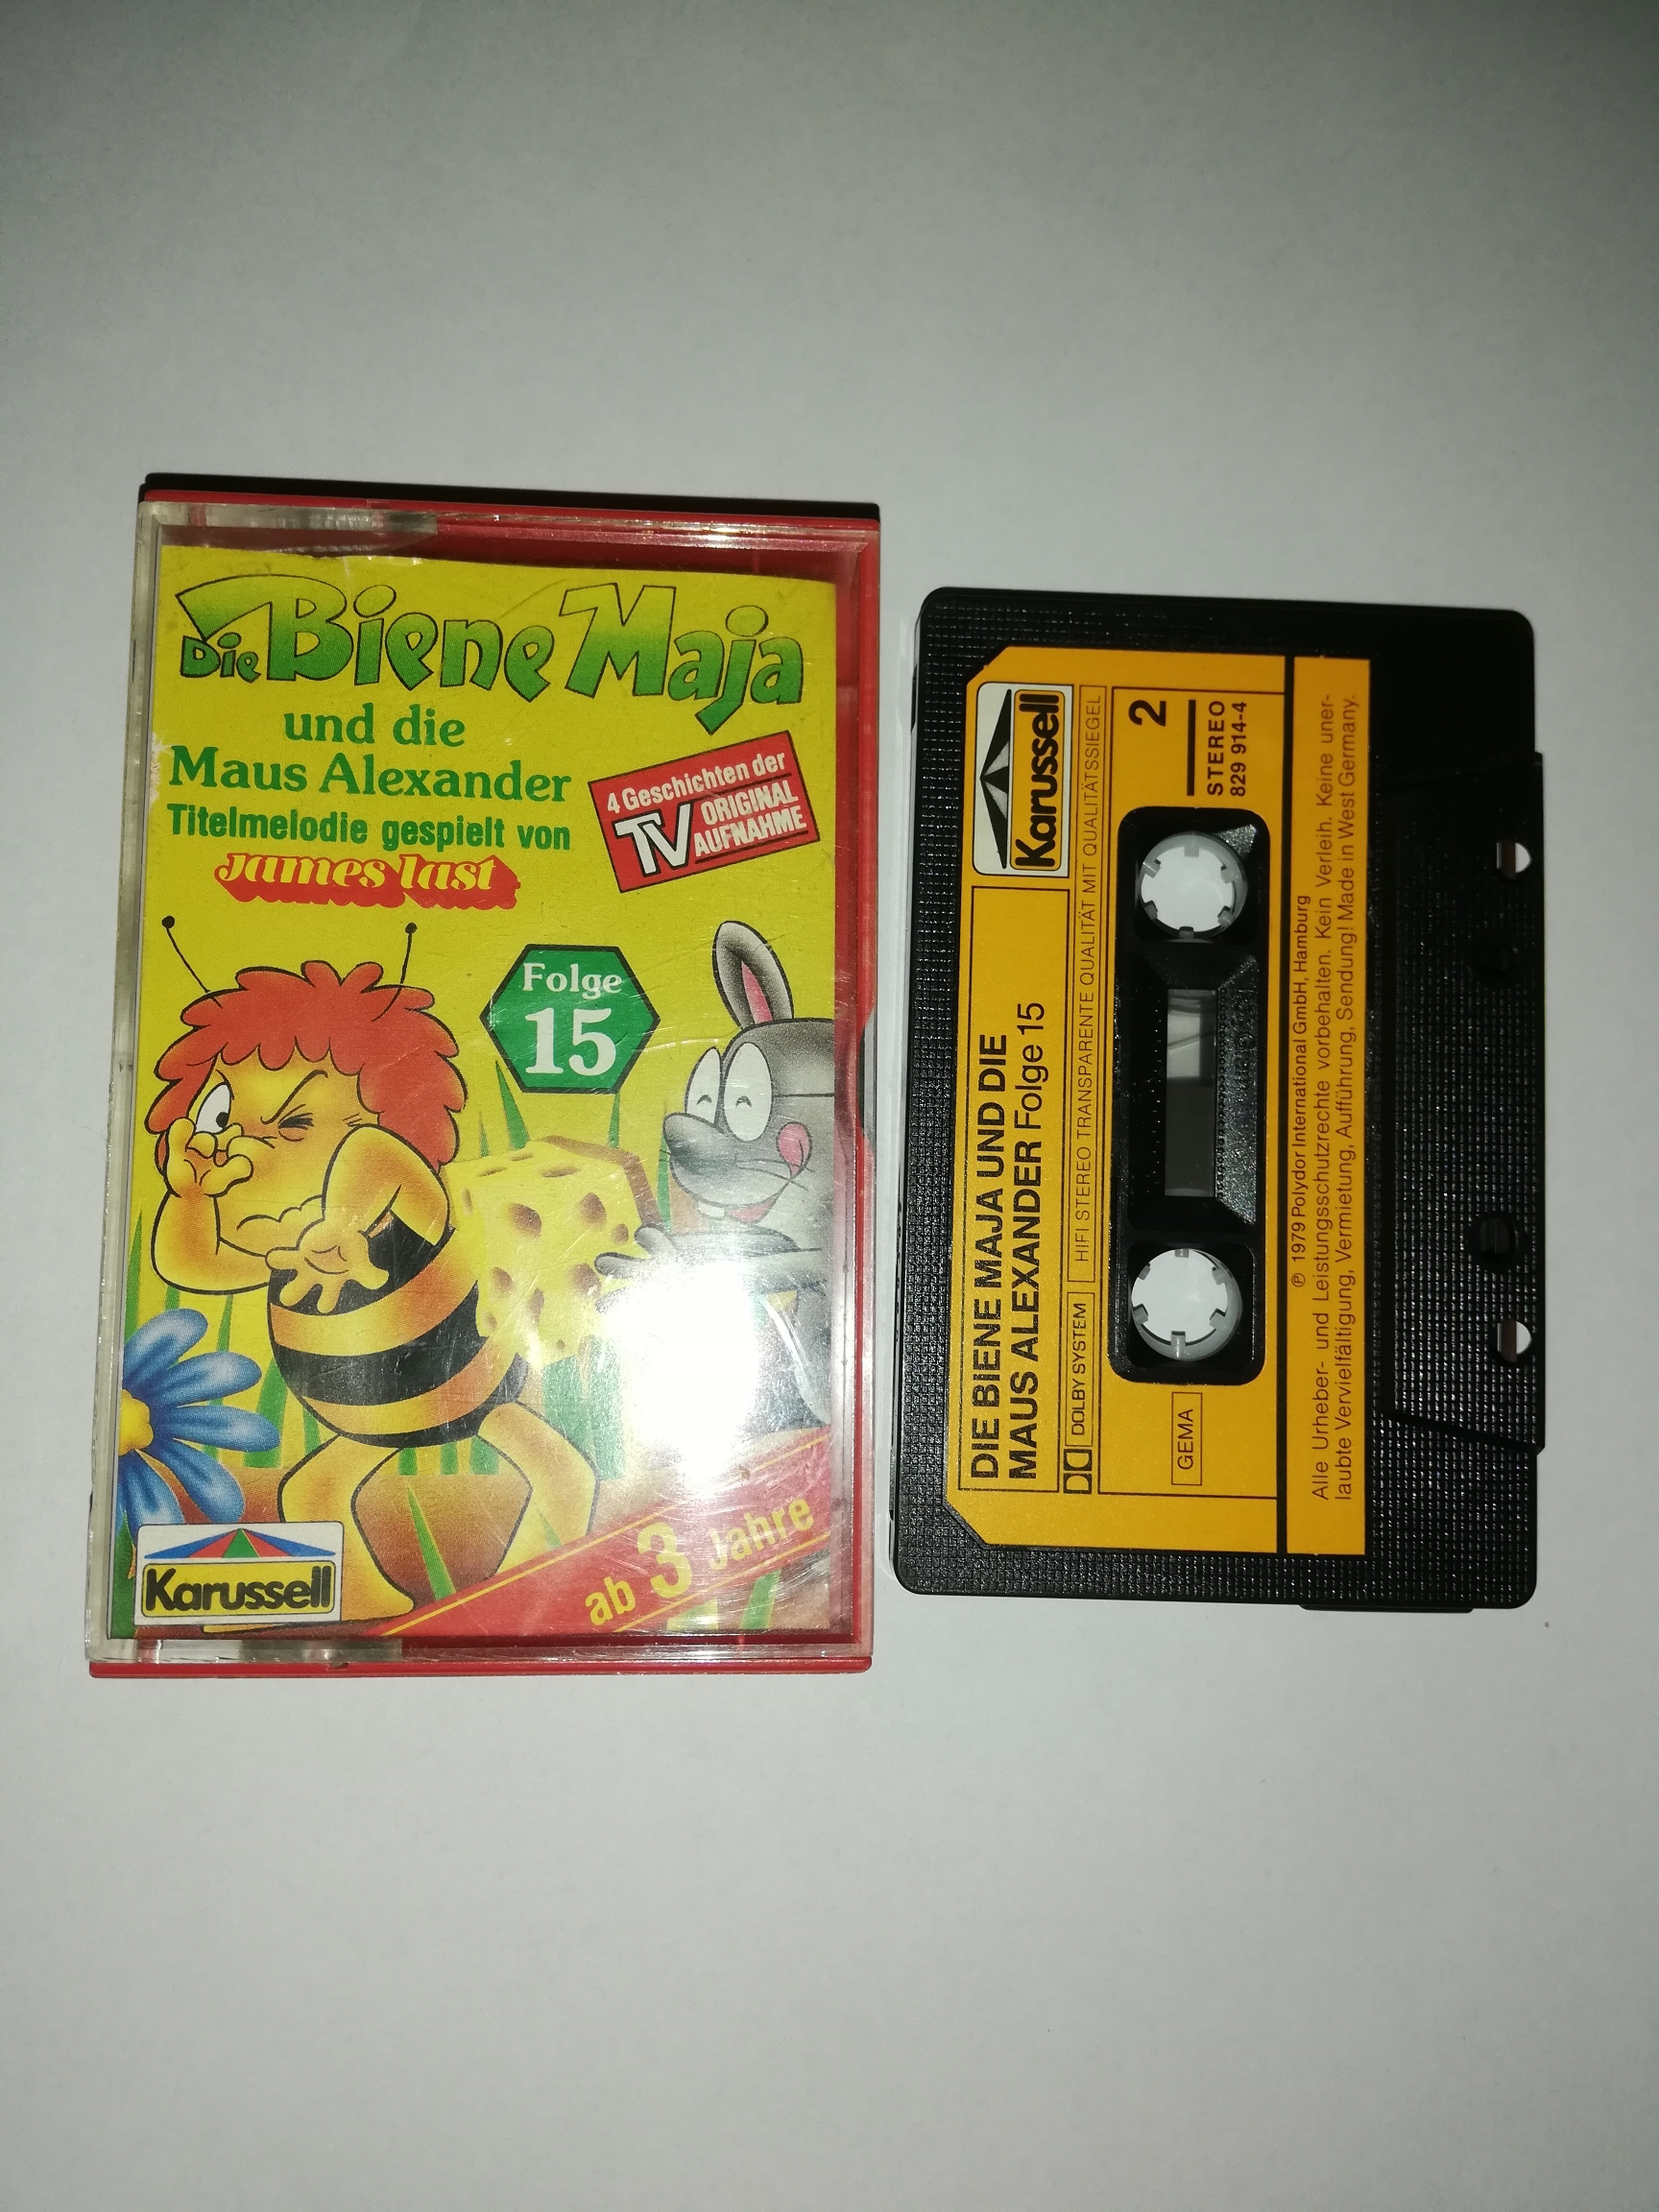 Die Biene Maja
und die
Maus Alexander
Titelmelodie gespielt von
James Last
4 Geschichten der
TV ORIGINAL
AUFNAHME
Folge
15
ab 3 Jahre
Karussell
Karussell
DIE BIENE MAJA UND DIE
MAUS ALEXANDER Folge 15
DOLBY SYSTEM
HIFI STEREO TRANSPARENTE QUALITÄT MIT QUALITÄTSSIEGEL
2
STEREO
829 914-4
GEMA
℗ 1979 Polydor International GmbH, Hamburg
Alle Urheber- und Leistungsschutzrechte vorbehalten. Kein Verleih. Keine uner-
laubte Vervielfältigung, Vermietung, Aufführung, Sendung! Made in West Germany.